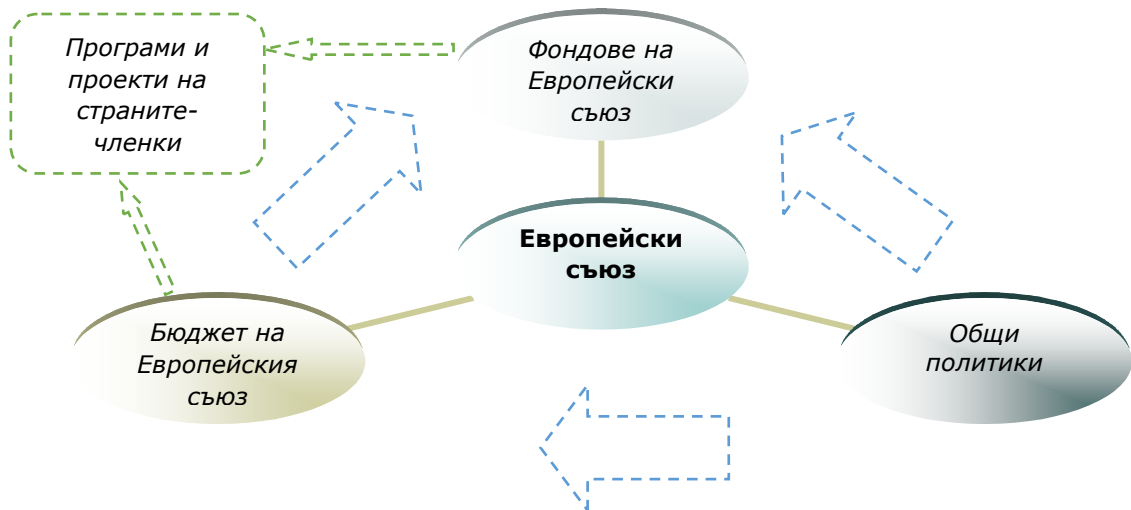 Програми и
проекти на
страните-
членки
Фондове на
Европейски
съюз
Европейски
съюз
Бюджет на
Европейския
съюз
Общи
политики